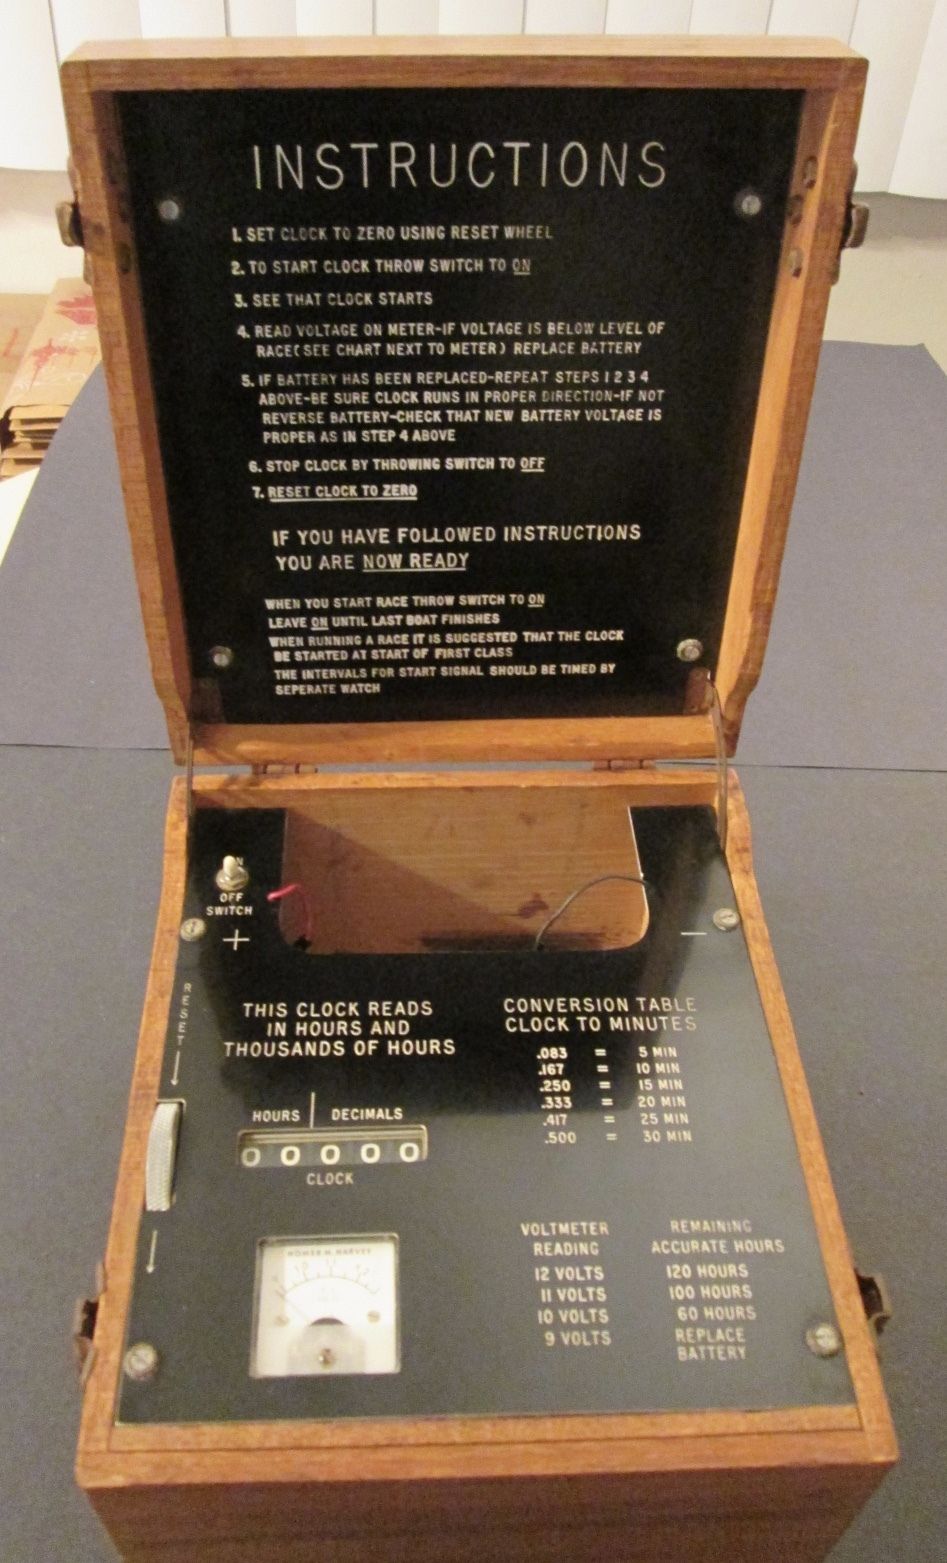 INSTRUCTIONS
1. SET CLOCK TO ZERO USING RESET WHEEL
2. TO START CLOCK THROW SWITCH TO ON
3. SEE THAT CLOCK STARTS
4. READ VOLTAGE ON METER-IF VOLTAGE IS BELOW LEVEL OF
RACE(SEE CHART NEXT TO METER) REPLACE BATTERY
5. IF BATTERY HAS BEEN REPLACED-REPEAT STEPS 1 2 3 4
ABOVE-BE SURE CLOCK RUNS IN PROPER DIRECTION-IF NOT
REVERSE BATTERY-CHECK THAT NEW BATTERY VOLTAGE IS
PROPER AS IN STEP 4 ABOVE
6. STOP CLOCK BY THROWING SWITCH TO OFF
7. RESET CLOCK TO ZERO
IF YOU HAVE FOLLOWED INSTRUCTIONS
YOU ARE NOW READY
WHEN YOU START RACE THROW SWITCH TO ON
LEAVE ON UNTIL LAST BOAT FINISHES
WHEN RUNNING A RACE IT IS SUGGESTED THAT THE CLOCK
BE STARTED AT START OF FIRST CLASS
THE INTERVALS FOR START SIGNAL SHOULD BE TIMED BY
SEPERATE WATCH
OFF
SWITCH
+ −
RESET
THIS CLOCK READS
IN HOURS AND
THOUSANDS OF HOURS
HOURS DECIMALS
0 0 0 0 0
CLOCK
CONVERSION TABLE
CLOCK TO MINUTES
.083 = 5 MIN
.167 = 10 MIN
.250 = 15 MIN
.333 = 20 MIN
.417 = 25 MIN
.500 = 30 MIN
HOMER M. HARVEY
VOLTMETER READING
REMAINING ACCURATE HOURS
12 VOLTS 120 HOURS
11 VOLTS 100 HOURS
10 VOLTS 60 HOURS
9 VOLTS REPLACE BATTERY